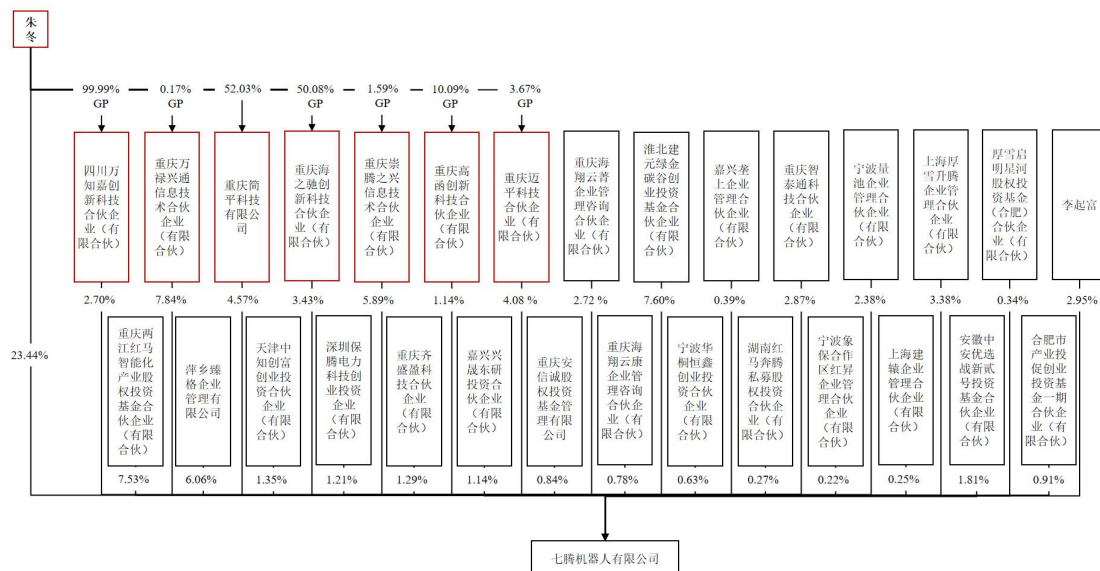 朱
冬
99.99%
GP
0.17%
GP
52.03%
50.08%
GP
1.59%
GP
10.09%
GP
3.67%
GP
四川万
知嘉创
新科技
合伙企
业（有
限合伙）
重庆万
禄兴通
信息技
术合伙
企业
（有限
合伙）
重庆简
平科技
有限公
司
重庆海
之驰创
新科技
合伙企
业（有
限合
伙）
重庆崇
腾之兴
信息技
术合伙
企业
（有限
合伙）
重庆高
函创新
科技合
伙企业
（有限
合伙）
重庆迈
平科技
合伙企
业（有
限合伙）
重庆海
翔云菁
企业管
理咨询
合伙企
业（有
限合
伙）
淮北建
元绿金
碳谷创
业投资
基金合
伙企业
（有限
合伙）
嘉兴垄
上企业
管理合
伙企业
（有限
合伙）
重庆智
泰通科
技合伙
企业
（有限
合伙）
宁波量
池企业
管理合
伙企业
（有限
合伙）
上海厚
雪升腾
企业管
理合伙
企业
（有限
合伙）
厚雪启
明星河
股权投
资基金
（合肥）
合伙企
业（有
限合
伙）
李起富
2.70%
7.84%
4.57%
3.43%
5.89%
1.14%
4.08%
2.72%
7.60%
0.39%
2.87%
2.38%
3.38%
0.34%
2.95%
23.44%
重庆两
江红马
智能化
产业股
权投资
基金合
伙企业
（有限
合伙）
萍乡臻
格企业
管理有
限公司
天津中
知创富
创业投
资合伙
企业
（有限
合伙）
深圳保
腾电力
科技创
业投资
企业
（有限
合伙）
重庆齐
盛盈科
技合伙
企业
（有限
合伙）
嘉兴兴
晟东研
投资合
伙企业
（有限
合伙）
重庆安
信诚股
权投资
基金管
理有限
公司
重庆海
翔云康
企业管
理咨询
合伙企
业（有
限合
伙）
宁波华
桐恒鑫
创业投
资合伙
企业
（有限
合伙）
湖南红
马奔腾
私募股
权投资
合伙企
业（有
限合
伙）
宁波象
保合作
区红昇
企业管
理合伙
企业
（有限
合伙）
上海建
辕企业
管理合
伙企业
（有限
合伙）
安徽中
安优选
战新贰
号投资
基金合
伙企业
（有限
合伙）
合肥市
产业投
促创业
投资基
金一期
合伙企
业（有
限合
伙）
7.53%
6.06%
1.35%
1.21%
1.29%
1.14%
0.84%
0.78%
0.63%
0.27%
0.22%
0.25%
1.81%
0.91%
七腾机器人有限公司